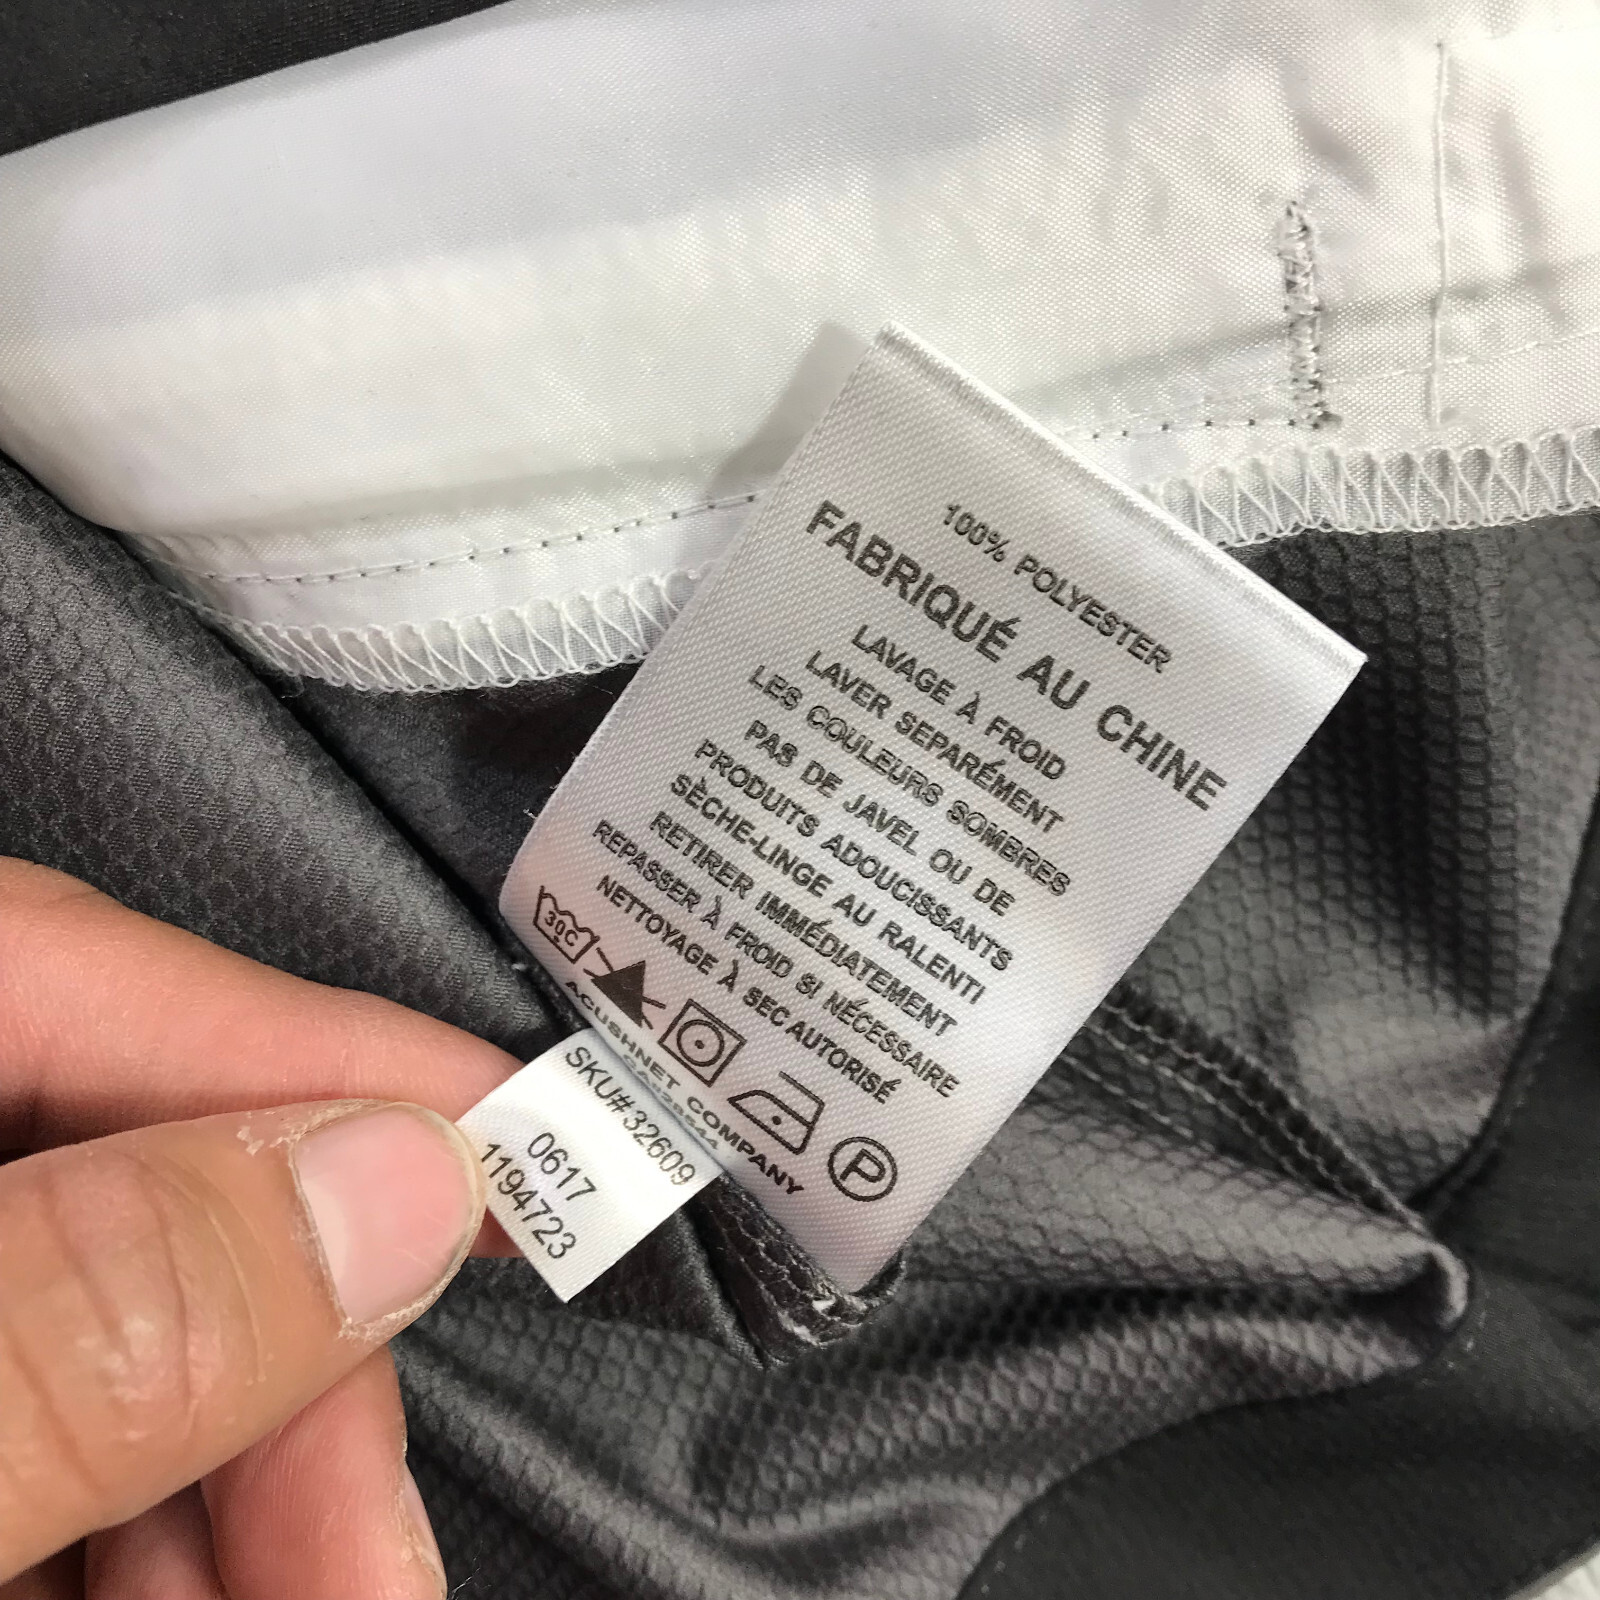 100% POLYESTER
FABRIQUÉ AU CHINE
LAVAGE À FROID
LAVER SEPARÉMENT
LES COULEURS SOMBRES
PAS DE JAVEL OU DE
PRODUITS ADOUCISSANTS
SÈCHE-LINGE AU RALENTI
RETIRER IMMÉDIATEMENT
REPASSER À FROID SI NÉCESSAIRE
NETTOYAGE À SEC AUTORISÉ
30C
P
ACUSHNET COMPANY
SKU#32609
0617
1194723